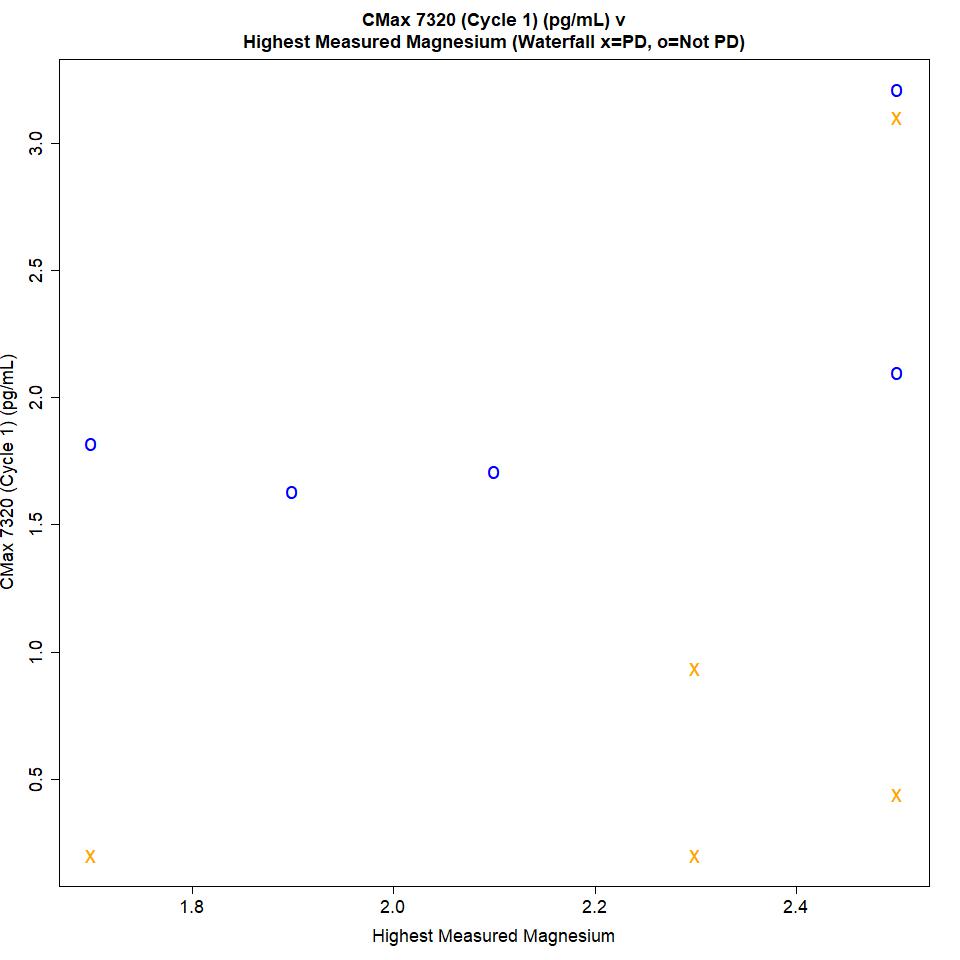 CMax 7320 (Cycle 1) (pg/mL) v
Highest Measured Magnesium (Waterfall x=PD, o=Not PD)
CMax 7320 (Cycle 1) (pg/mL)
3.0
2.5
2.0
1.5
1.0
0.5
o
x
o
o
o
o
x
x
x
x
1.8
2.0
2.2
2.4
Highest Measured Magnesium